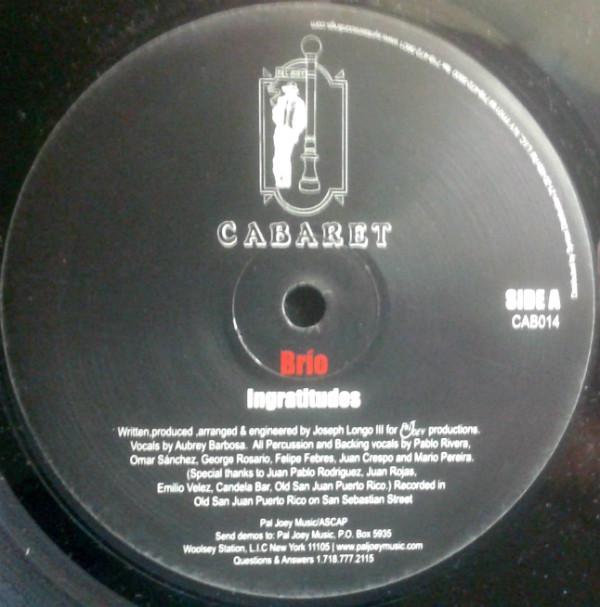 PAL JOEY
CABARET
SIDE A
CAB014
Brío
Ingratitudes
Written,produced ,arranged & engineered by Joseph Longo III for Pal Joey productions.
Vocals by Aubrey Barbosa. All Percussion and Backing vocals by Pablo Rivera,
Omar Sánchez, George Rosario, Felipe Febres, Juan Crespo and Mario Pereira.
(Special thanks to Juan Pablo Rodriguez, Juan Rojas,
Emilio Velez, Candela Bar, Old San Juan Puerto Rico.) Recorded in
Old San Juan Puerto Rico on San Sebastian Street
Pal Joey Music/ASCAP
Send demos to: Pal Joey Music, P.O. Box 5935
Woolsey Station, L.I.C New York 11105 | www.paljoeymusic.com
Questions & Answers 1.718.777.2115